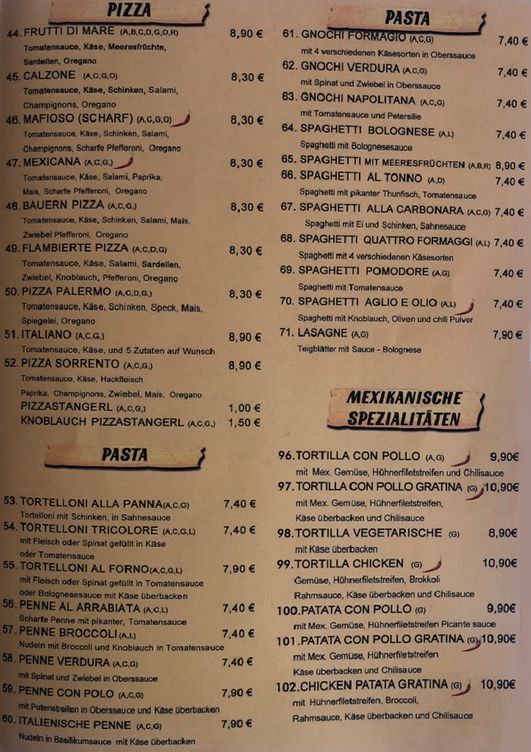 PIZZA
44. FRUTTI DI MARE (A,B,C,D,G,O,R) 8,90 €
Tomatensauce, Käse, Meeresfrüchte,
Sardellen, Oregano
45. CALZONE (A,C,G,O) 8,30 €
Tomatensauce, Käse, Schinken, Salami,
Champignons, Oregano
46. MAFIOSO (SCHARF) (A,C,G,O) 8,30 €
Tomatensauce, Käse, Schinken, Salami,
Champignons, Scharfe Pfefferoni, Oregano
47. MEXICANA (A,C,G,) 8,30 €
Tomatensauce, Käse, Salami, Paprika,
Mais, Scharfe Pfefferoni, Oregano
48. BAUERN PIZZA (A,C,G,) 8,30 €
Tomatensauce, Käse, Schinken, Salami, Mais,
Zwiebel Pfefferoni, Oregano
49. FLAMBIERTE PIZZA (A,C,D,G) 8,30 €
Tomatensauce, Käse, Salami, Sardellen,
Zwiebel, Knoblauch, Pfefferoni, Oregano
50. PIZZA PALERMO (A,C,D,G,) 8,30 €
Tomatensauce, Käse, Schinken, Speck, Mais,
Spiegelei, Oregano
51. ITALIANO (A,C,G,) 8,90 €
Tomatensauce, Käse, und 5 Zutaten auf Wunsch
52. PIZZA SORRENTO (A,C,G,) 8,90 €
Tomatensauce, Käse, Hackfleisch
Paprika, Champignons, Zwiebel, Mais, Oregano
PIZZASTANGERL (A,C,G,) 1,00 €
KNOBLAUCH PIZZASTANGERL (A,C,G,) 1,50 €
PASTA
53. TORTELLONI ALLA PANNA(A,C,G) 7,40 €
Tortelloni mit Schinken, in Sahnesauce
54. TORTELLONI TRICOLORE (A,C,G,L) 7,40 €
mit Fleisch oder Spinat gefüllt in Käse
oder Tomatensauce
55. TORTELLONI AL FORNO(A,C,G,L) 7,90 €
mit Fleisch oder Spinat gefüllt in Tomatensauce
oder Bolognesesauce mit Käse überbacken
56. PENNE AL ARRABIATA (A,C,L) 7,40 €
Scharfe Penne mit pikanter, Tomatensauce
57. PENNE BROCCOLI (A,L) 7,40 €
Nudeln mit Broccoli und Knoblauch in Tomatensauce
58. PENNE VERDURA (A,C,G) 7,40 €
mit Spinat und Zwiebel in Obersauce
59. PENNE CON POLO (A,C,G) 7,90 €
mit Putenstreifen in Oberssauce und Käse überbacken
60. ITALIENISCHE PENNE (A,C,G) 7,90 €
Nudeln in Basilikumsauce mit Käse überbacken
PASTA
61. GNOCHI FORMAGIO (A,C,G) 7,40 €
mit 4 verschiedenen Käsesorten in Oberssauce
62. GNOCHI VERDURA (A,C,G) 7,40 €
mit Spinat und Zwiebel in Oberssauce
63. GNOCHI NAPOLITANA (A,C,G) 7,40 €
mit Tomatensauce und Petersilie
64. SPAGHETTI BOLOGNESE (A,L) 7,40 €
Spaghetti mit Bolognesesauce
65. SPAGHETTI MIT MEERESFRÜCHTEN (A,B,R) 8,90 €
66. SPAGHETTI AL TONNO (A,D) 7,40 €
Spaghetti mit pikanter Thunfisch, Tomatensauce
67. SPAGHETTI ALLA CARBONARA (A,C,G) 7,40 €
Spaghetti mit Ei und Schinken, Sahnesauce
68. SPAGHETTI QUATTRO FORMAGGI (A,L) 7,40 €
Spaghetti mit 4 verschiedenen Käsesorten
69. SPAGHETTI POMODORE (A,G) 7,40 €
Spaghetti mit Tomatensauce
70. SPAGHETTI AGLIO E OLIO (A,L) 7,40 €
Spaghetti mit Knoblauch, Oliven und chili Pulver
71. LASAGNE (A,G) 7,90 €
Teigblätter mit Sauce - Bolognese
MEXIKANISCHE
SPEZIALITÄTEN
96. TORTILLA CON POLLO (A,G) 9,90€
mit Mex. Gemüse, Hühnerfiletstreifen und Chilisauce
97. TORTILLA CON POLLO GRATINA (G) 10,90€
mit Mex. Gemüse, Hühnerfiletstreifen,
Käse überbacken und Chilisauce
98. TORTILLA VEGETARISCHE (G) 8,90€
mit Käse überbacken
99. TORTILLA CHICKEN (G) 10,90€
Gemüse, Hühnerfiletstreifen, Brokkoli
Rahmsauce, Käse überbacken und Chilisauce
100. PATATA CON POLLO (G) 9,90€
mit Mex. Gemüse, Hühnerfiletstreifen Picante sauce
101. PATATA CON POLLO GRATINA (G) 10,90€
mit Mex. Gemüse, Hühnerfiletstreifen
Käse überbacken und Chilisauce
102. CHICKEN PATATA GRATINA (G) 10,90€
mit Hühnerfiletstreifen, Broccoli,
Rahmsauce, Käse überbacken und Chilisauce